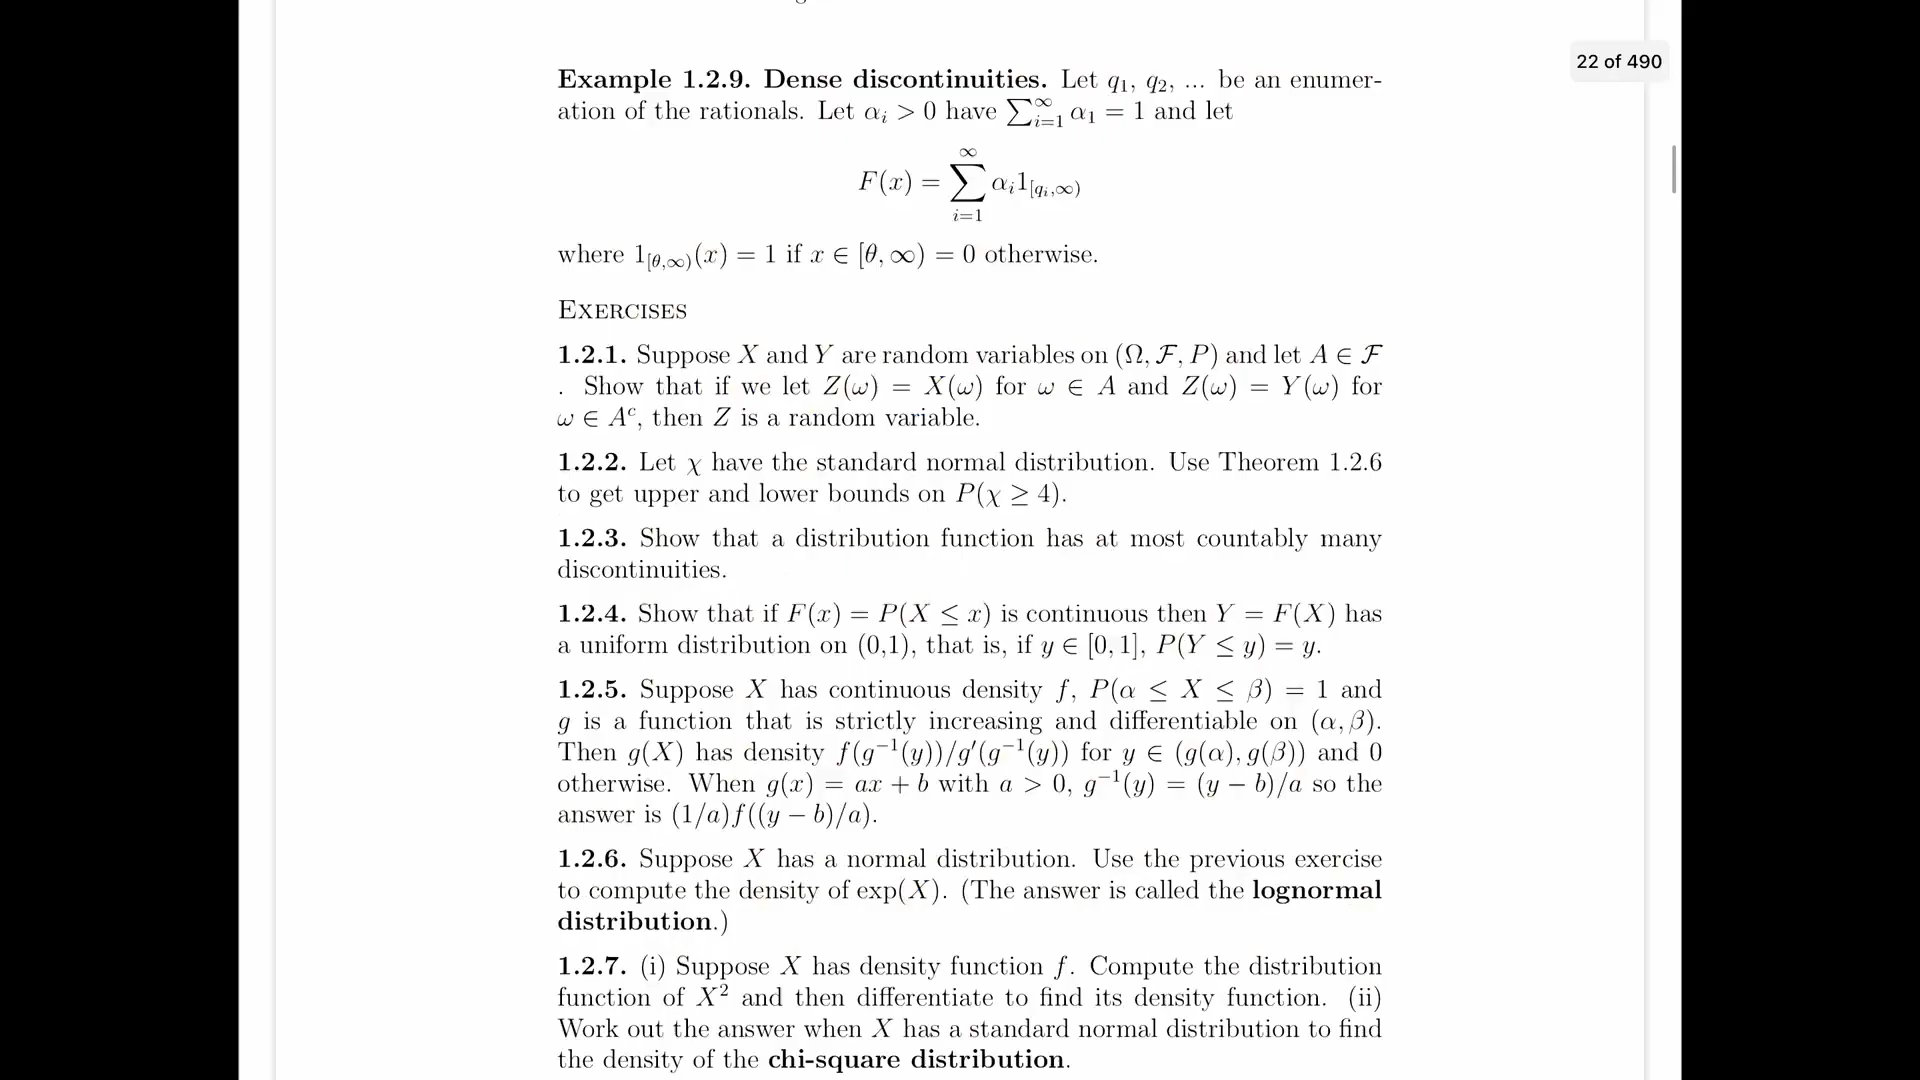 22 of 490
Example 1.2.9. Dense discontinuities. Let q₁, q₂, ... be an enumer-
ation of the rationals. Let αᵢ > 0 have ∑_{i=1}^{∞} α₁ = 1 and let
F(x) = ∑_{i=1}^{∞} αᵢ1_{[qᵢ,∞)}
where 1_{[θ,∞)}(x) = 1 if x ∈ [θ, ∞) = 0 otherwise.
EXERCISES
1.2.1. Suppose X and Y are random variables on (Ω, ℱ, P) and let A ∈ ℱ
. Show that if we let Z(ω) = X(ω) for ω ∈ A and Z(ω) = Y(ω) for
ω ∈ Aᶜ, then Z is a random variable.
1.2.2. Let χ have the standard normal distribution. Use Theorem 1.2.6
to get upper and lower bounds on P(χ ≥ 4).
1.2.3. Show that a distribution function has at most countably many
discontinuities.
1.2.4. Show that if F(x) = P(X ≤ x) is continuous then Y = F(X) has
a uniform distribution on (0,1), that is, if y ∈ [0, 1], P(Y ≤ y) = y.
1.2.5. Suppose X has continuous density f, P(α ≤ X ≤ β) = 1 and
g is a function that is strictly increasing and differentiable on (α, β).
Then g(X) has density f(g⁻¹(y))/g′(g⁻¹(y)) for y ∈ (g(α), g(β)) and 0
otherwise. When g(x) = ax + b with a > 0, g⁻¹(y) = (y − b)/a so the
answer is (1/a)f((y − b)/a).
1.2.6. Suppose X has a normal distribution. Use the previous exercise
to compute the density of exp(X). (The answer is called the lognormal
distribution.)
1.2.7. (i) Suppose X has density function f. Compute the distribution
function of X² and then differentiate to find its density function. (ii)
Work out the answer when X has a standard normal distribution to find
the density of the chi-square distribution.